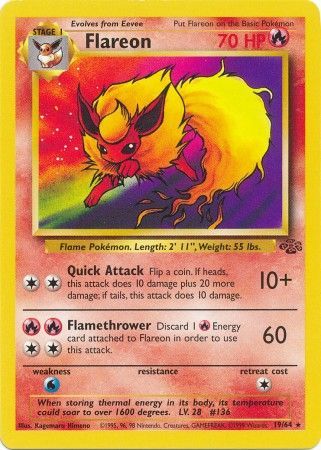 STAGE 1
Evolves from Eevee
Put Flareon on the Basic Pokémon
Flareon
70 HP
Flame Pokémon. Length: 2' 11", Weight: 55 lbs.
Quick Attack Flip a coin. If heads,
this attack does 10 damage plus 20 more
damage; if tails, this attack does 10 damage.
10+
Flamethrower Discard 1 Energy
card attached to Flareon in order to use
this attack.
60
weakness
resistance
retreat cost
When storing thermal energy in its body, its temperature
could soar to over 1600 degrees. LV. 28 #136
Illus. Kagemaru Himeno
©1995, 96, 98 Nintendo, Creatures, GAMEFREAK. ©1999 Wizards.
19/64 ★